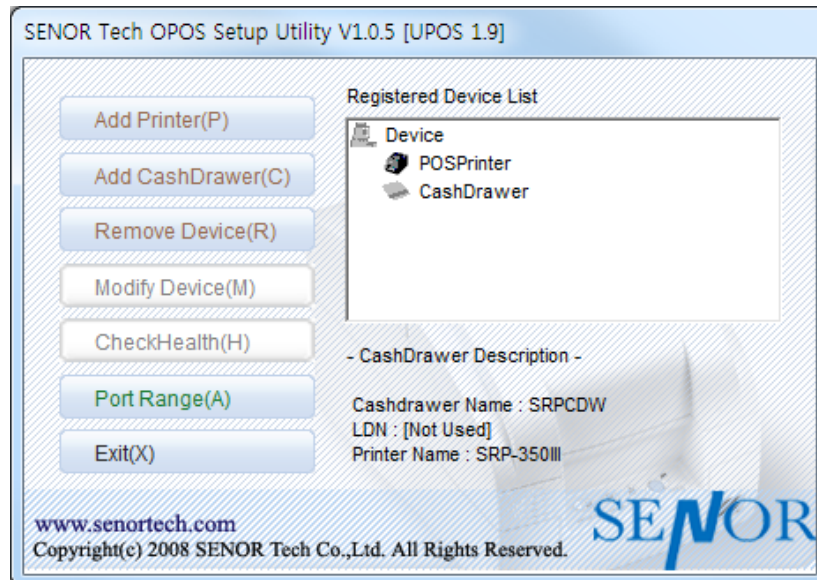 SENOR Tech OPOS Setup Utility V1.0.5 [UPOS 1.9]
Add Printer(P)
Add CashDrawer(C)
Remove Device(R)
Modify Device(M)
CheckHealth(H)
Port Range(A)
Exit(X)
Registered Device List
Device
POSPrinter
CashDrawer
- CashDrawer Description -
Cashdrawer Name : SRPCDW
LDN : [Not Used]
Printer Name : SRP-350III
www.senortech.com
Copyright(c) 2008 SENOR Tech Co.,Ltd. All Rights Reserved.
SENOR